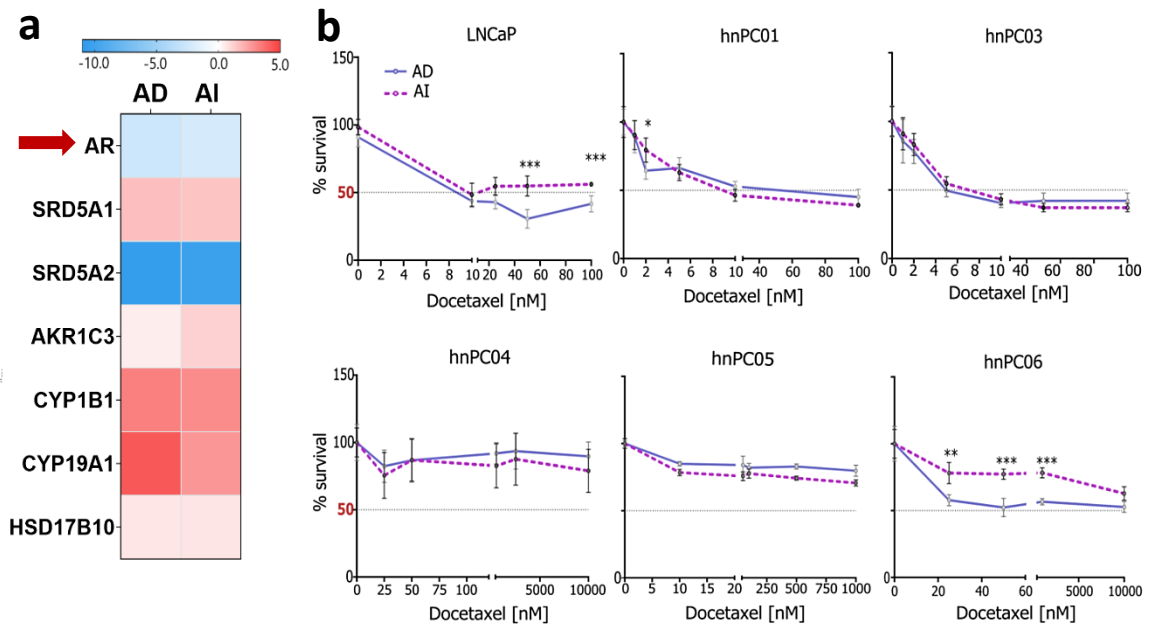 a
-10.0 -5.0 0.0 5.0
AD AI
AR
SRD5A1
SRD5A2
AKR1C3
CYP1B1
CYP19A1
HSD17B10
b
LNCaP
AD
AI
% survival
150
100
50
0
***
***
0 2 4 6 8 10 20 40 60 80 100
Docetaxel [nM]
hnPC01
*
0 2 4 6 8 10 20 40 60 80 100
Docetaxel [nM]
hnPC03
0 2 4 6 8 10 40 60 80 100
Docetaxel [nM]
hnPC04
% survival
150
100
50
0
0 25 50 75 100 5000 10000
Docetaxel [nM]
hnPC05
0 5 10 15 20 250 500 750 1000
Docetaxel [nM]
hnPC06
**
***
***
0
0 20 40 60 5000 10000
Docetaxel [nM]